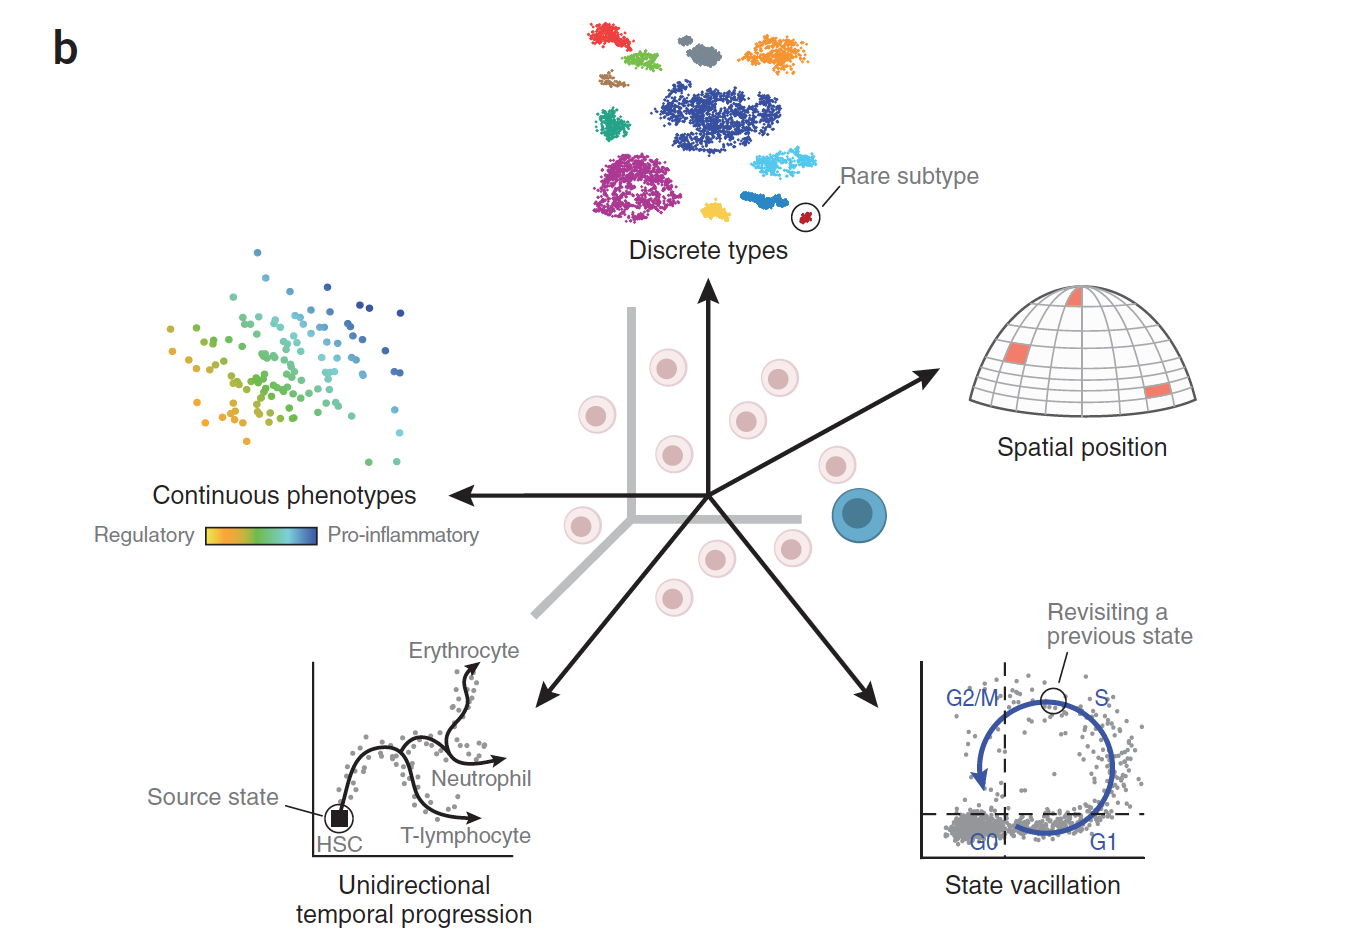 b
Rare subtype
Discrete types
Spatial position
Continuous phenotypes
Regulatory
Pro-inflammatory
Erythrocyte
Neutrophil
T-lymphocyte
Source state
HSC
Unidirectional
temporal progression
Revisiting a
previous state
G2/M
S
G0
G1
State vacillation